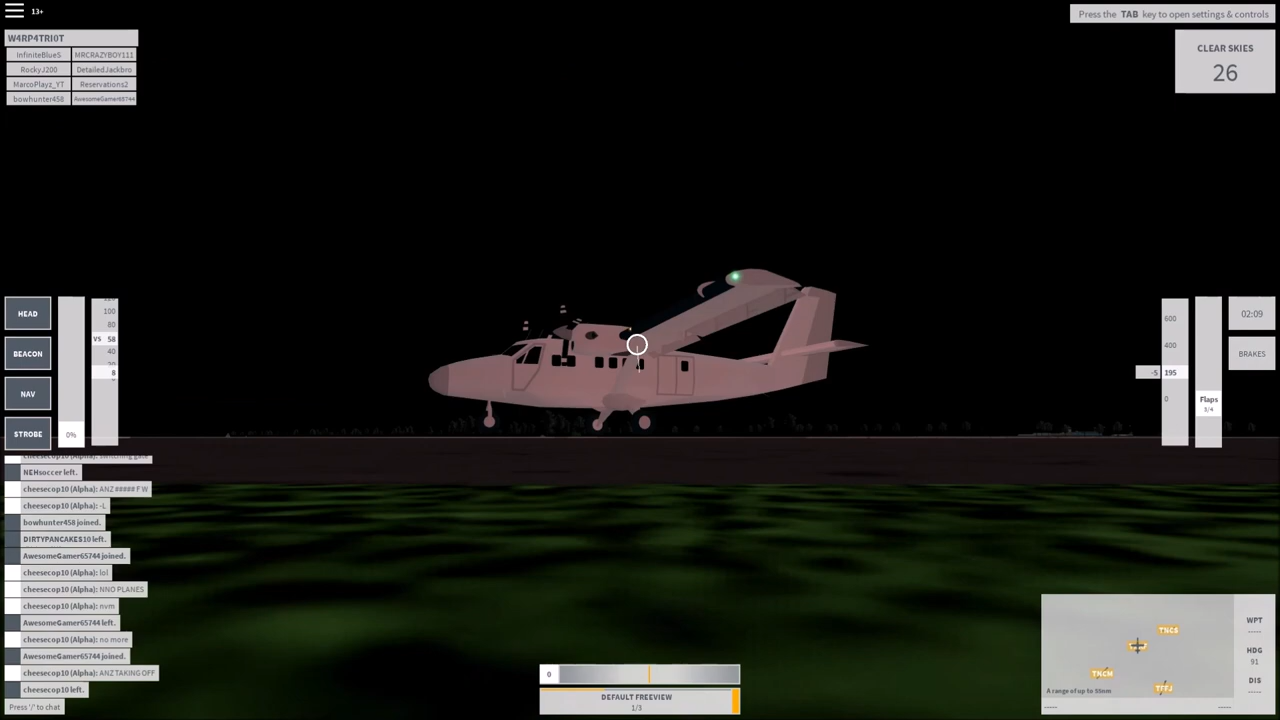 13+
Press the TAB key to open settings & controls
W4RP4TRI0T
InfiniteBlueS MRCRAZYBOY111
RockyJ200 DetailedJackbro
MarcoPlayz_YT Reservations2
bowhunter458 AwesomeGamer65744
CLEAR SKIES
26
HEAD
BEACON
NAV
STROBE
0%
100
80
VS 58
40
8
600
400
-5 195
0
02:09
BRAKES
Flaps
3/4
cheesecop10 (Alpha): switching gate
NEHsoccer left.
cheesecop10 (Alpha): ANZ ##### F W
cheesecop10 (Alpha): -L
bowhunter458 joined.
DIRTYPANCAKES10 left.
AwesomeGamer65744 joined.
cheesecop10 (Alpha): lol
cheesecop10 (Alpha): NNO PLANES
cheesecop10 (Alpha): nvm
AwesomeGamer65744 left.
cheesecop10 (Alpha): no more
AwesomeGamer65744 joined.
cheesecop10 (Alpha): ANZ TAKING OFF
cheesecop10 left.
Press '/' to chat
0
DEFAULT FREEVIEW
1/3
TNCS
TNCM
TFFJ
A range of up to 50nm
WPT
-----
HDG
91
DIS
-----
----- -----